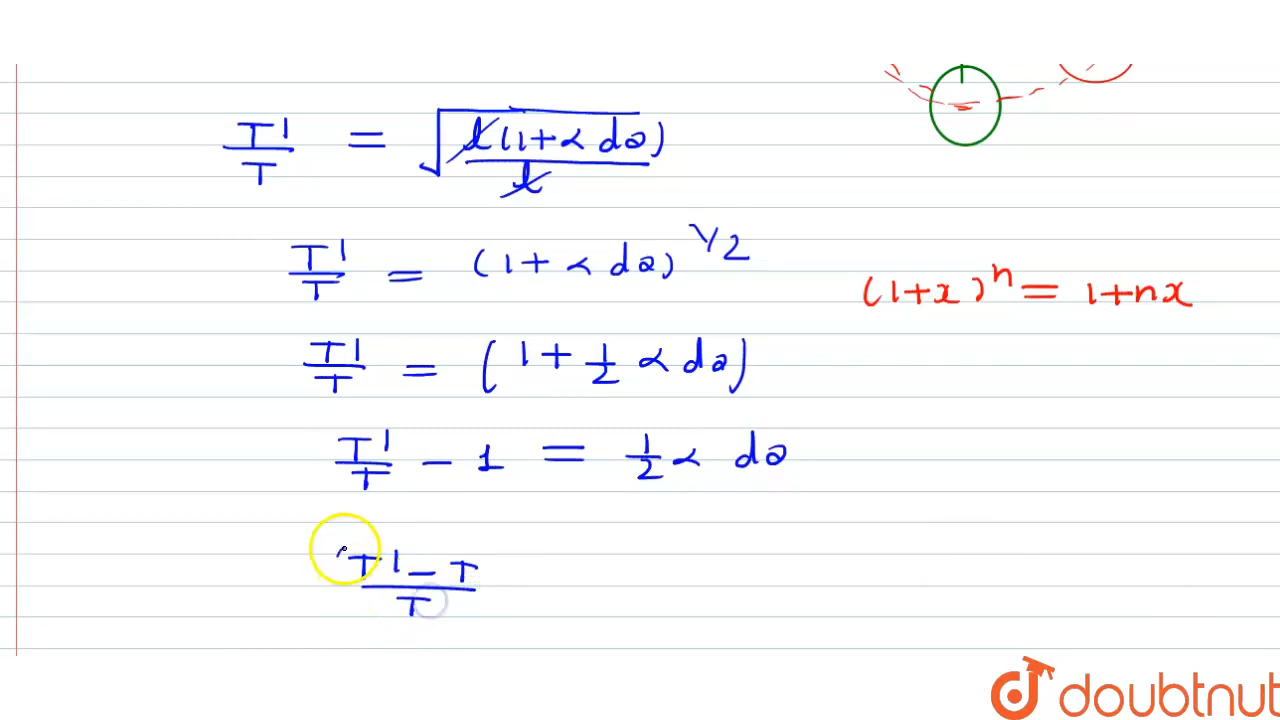 T'/T = √(l(1+α dθ)/l)
T'/T = (1+ α dθ)^1/2
(1+x)^n = 1+nx
T'/T = (1+ 1/2 α dθ)
T'/T - 1 = 1/2 α dθ
T' - T / T
doubtnut